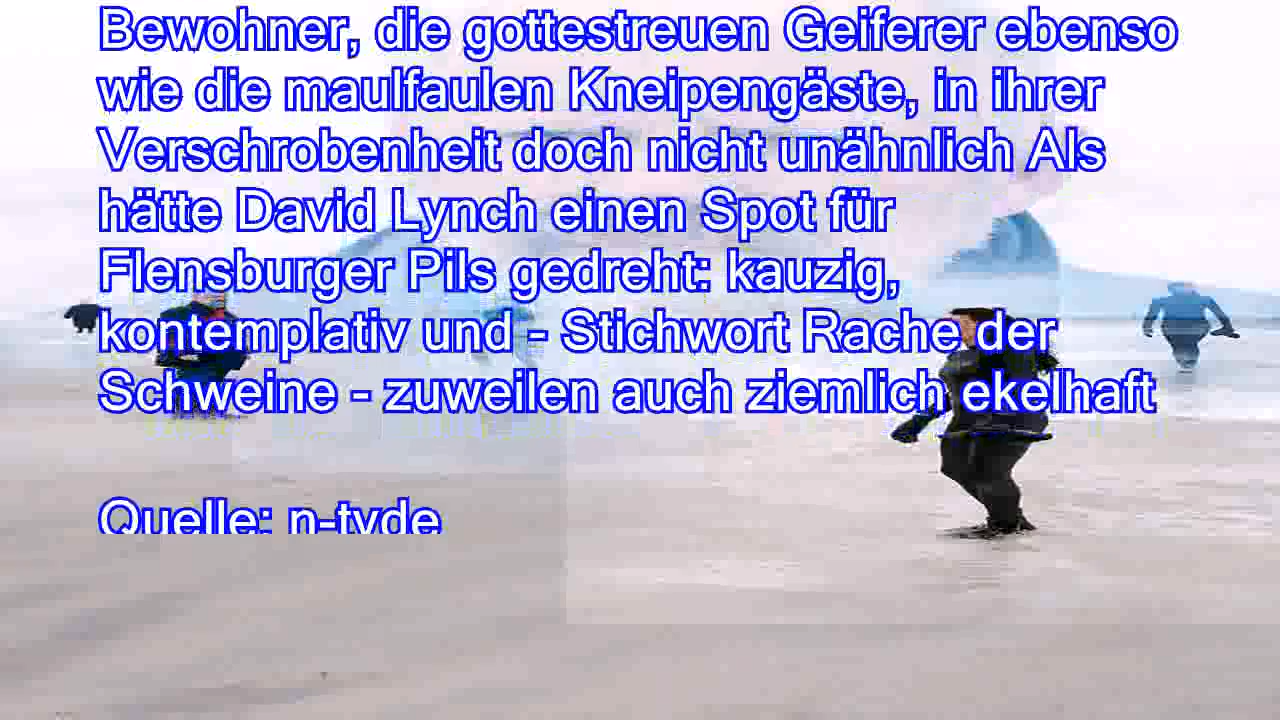 Bewohner, die gottestreuen Geiferer ebenso
wie die maulfaulen Kneipengäste, in ihrer
Verschrobenheit doch nicht unähnlich Als
hätte David Lynch einen Spot für
Flensburger Pils gedreht: kauzig,
kontemplativ und - Stichwort Rache der
Schweine - zuweilen auch ziemlich ekelhaft
Quelle: n-tvde